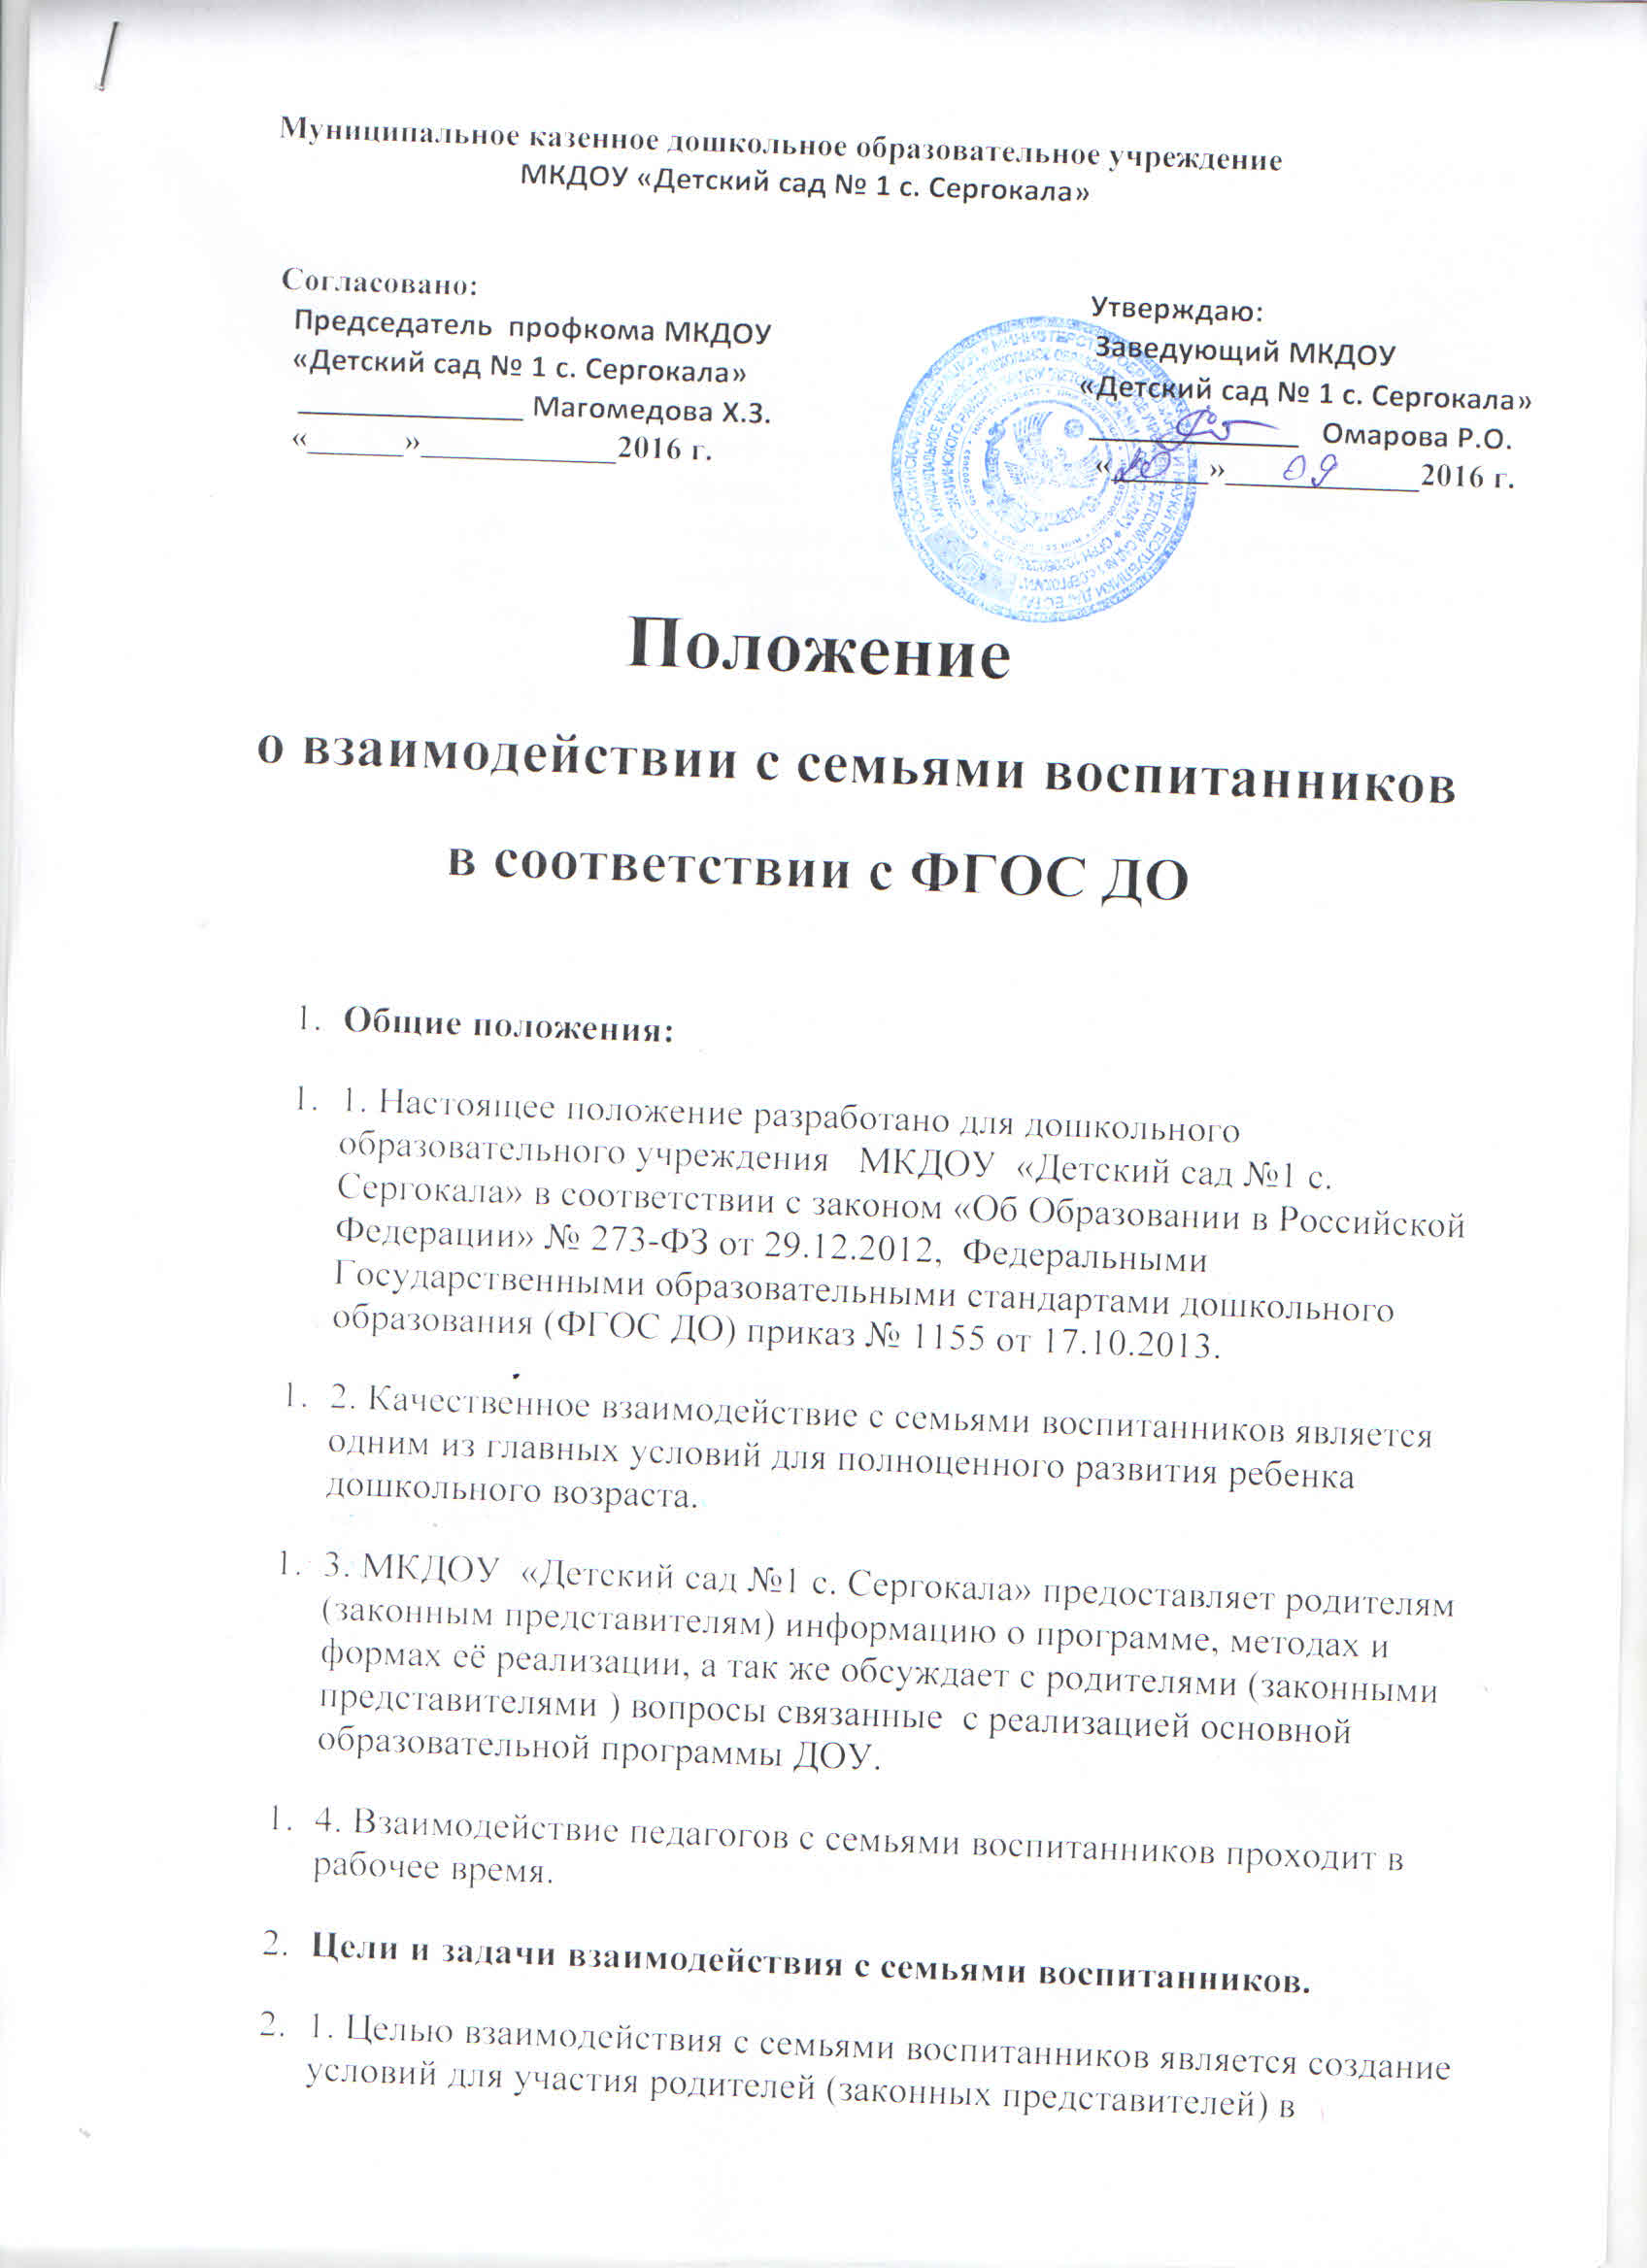 Муниципальное казенное дошкольное образовательное учреждение
МКДОУ «Детский сад № 1 с. Сергокала»
Согласовано:
Председатель профкома МКДОУ
«Детский сад № 1 с. Сергокала»
______________ Магомедова Х.З.
«______»____________2016 г.
Утверждаю:
Заведующий МКДОУ
«Детский сад № 1 с. Сергокала»
_____________ Омарова Р.О.
« »____09____2016 г.
Положение
о взаимодействии с семьями воспитанников
в соответствии с ФГОС ДО
1. Общие положения:
1. 1. Настоящее положение разработано для дошкольного
образовательного учреждения МКДОУ «Детский сад №1 с.
Сергокала» в соответствии с законом «Об Образовании в Российской
Федерации» № 273-ФЗ от 29.12.2012, Федеральными
Государственными образовательными стандартами дошкольного
образования (ФГОС ДО) приказ № 1155 от 17.10.2013.
1. 2. Качественное взаимодействие с семьями воспитанников является
одним из главных условий для полноценного развития ребенка
дошкольного возраста.
1. 3. МКДОУ «Детский сад №1 с. Сергокала» предоставляет родителям
(законным представителям) информацию о программе, методах и
формах её реализации, а так же обсуждает с родителями (законными
представителями ) вопросы связанные с реализацией основной
образовательной программы ДОУ.
1. 4. Взаимодействие педагогов с семьями воспитанников проходит в
рабочее время.
2. Цели и задачи взаимодействия с семьями воспитанников.
2. 1. Целью взаимодействия с семьями воспитанников является создание
условий для участия родителей (законных представителей) в